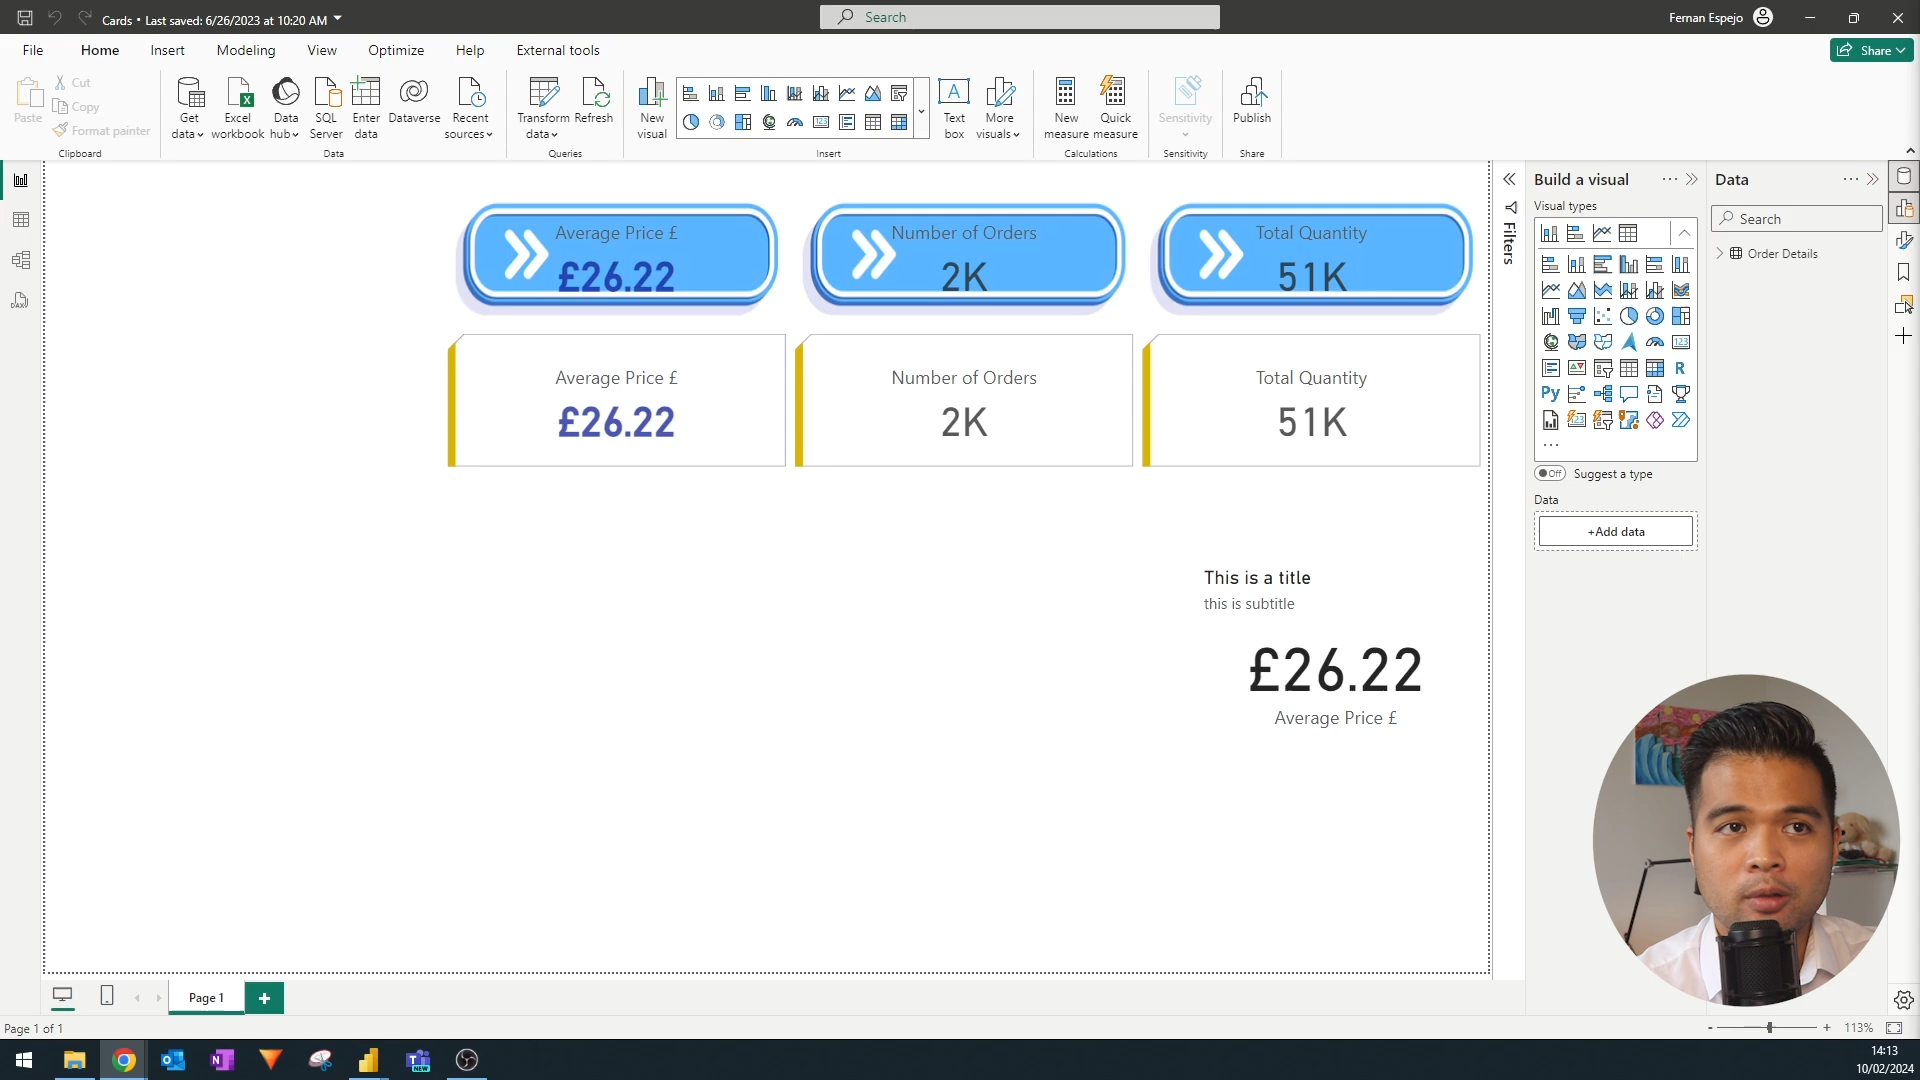 Cards • Last saved: 6/26/2023 at 10:20 AM
Search
Fernan Espejo
File
Home
Insert
Modeling
View
Optimize
Help
External tools
Share
Paste
Cut
Copy
Format painter
Clipboard
Get data
Excel workbook
Data hub
SQL Server
Enter data
Dataverse
Recent sources
Data
Transform data
Refresh
Queries
New visual
Text box
More visuals
Insert
New measure
Quick measure
Calculations
Sensitivity
Sensitivity
Publish
Share
Average Price £
£26.22
Number of Orders
2K
Total Quantity
51K
Average Price £
£26.22
Number of Orders
2K
Total Quantity
51K
This is a title
this is subtitle
£26.22
Average Price £
Filters
Build a visual
Visual types
R
Py
Off
Suggest a type
Data
+Add data
Data
Search
Order Details
Page 1
Page 1 of 1
113%
14:13
10/02/2024